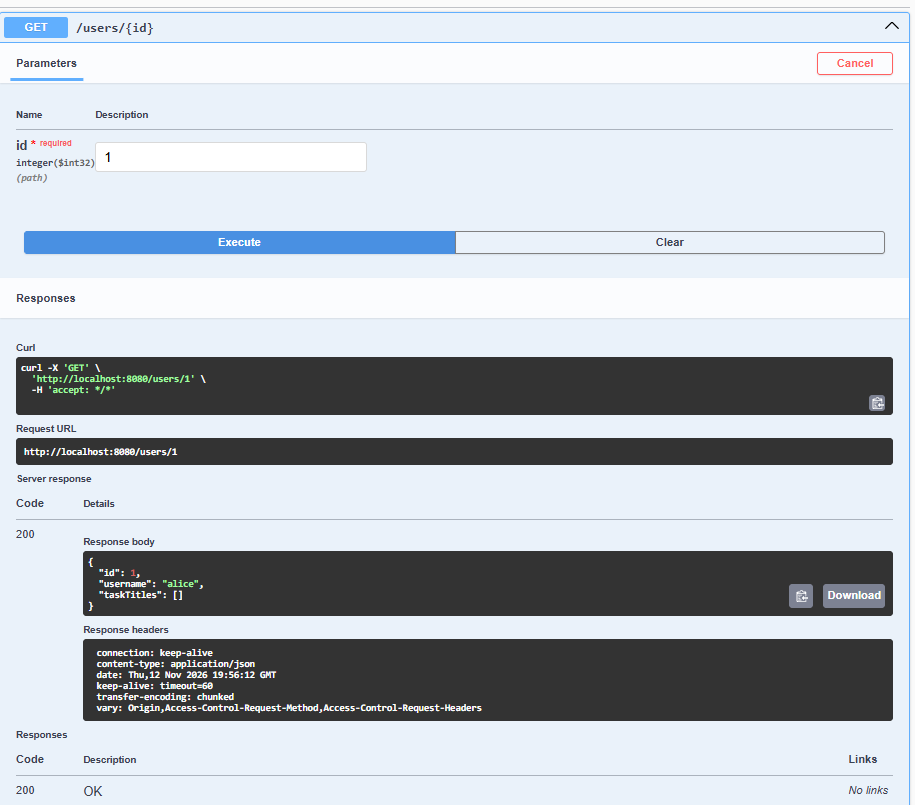 GET /users/{id}
Parameters
Cancel
Name Description
id * required
integer($int32)
(path)
1
Execute Clear
Responses
Curl
curl -X 'GET' \
'http://localhost:8080/users/1' \
-H 'accept: */*'
Request URL
http://localhost:8080/users/1
Server response
Code Details
200
Response body
{
"id": 1,
"username": "alice",
"taskTitles": []
}
Download
Response headers
connection: keep-alive
content-type: application/json
date: Thu,12 Nov 2026 19:56:12 GMT
keep-alive: timeout=60
transfer-encoding: chunked
vary: Origin,Access-Control-Request-Method,Access-Control-Request-Headers
Responses
Code Description Links
200 OK No links